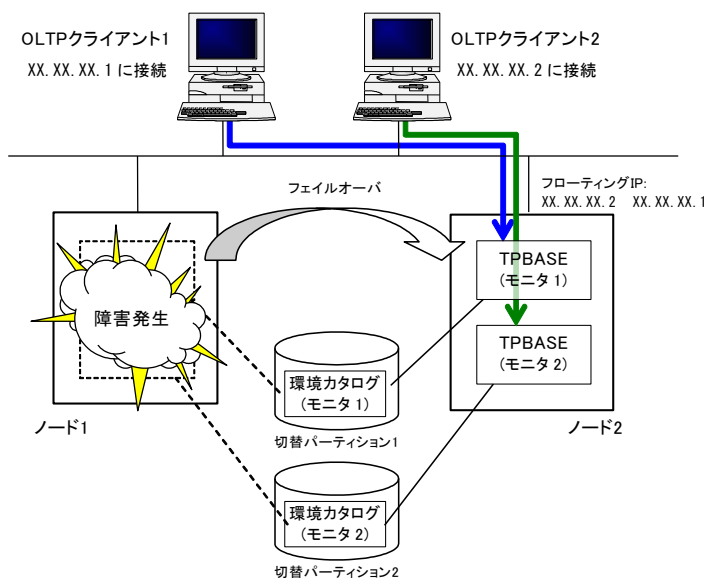 OLTPクライアント1
XX.XX.XX.1 に接続
OLTPクライアント2
XX.XX.XX.2 に接続
フェイルオーバ
フローティングIP:
XX.XX.XX.2 XX.XX.XX.1
障害発生
TPBASE
(モニタ 1)
TPBASE
(モニタ 2)
環境カタログ
(モニタ 1)
切替パーティション1
ノード1
ノード2
環境カタログ
(モニタ 2)
切替パーティション2